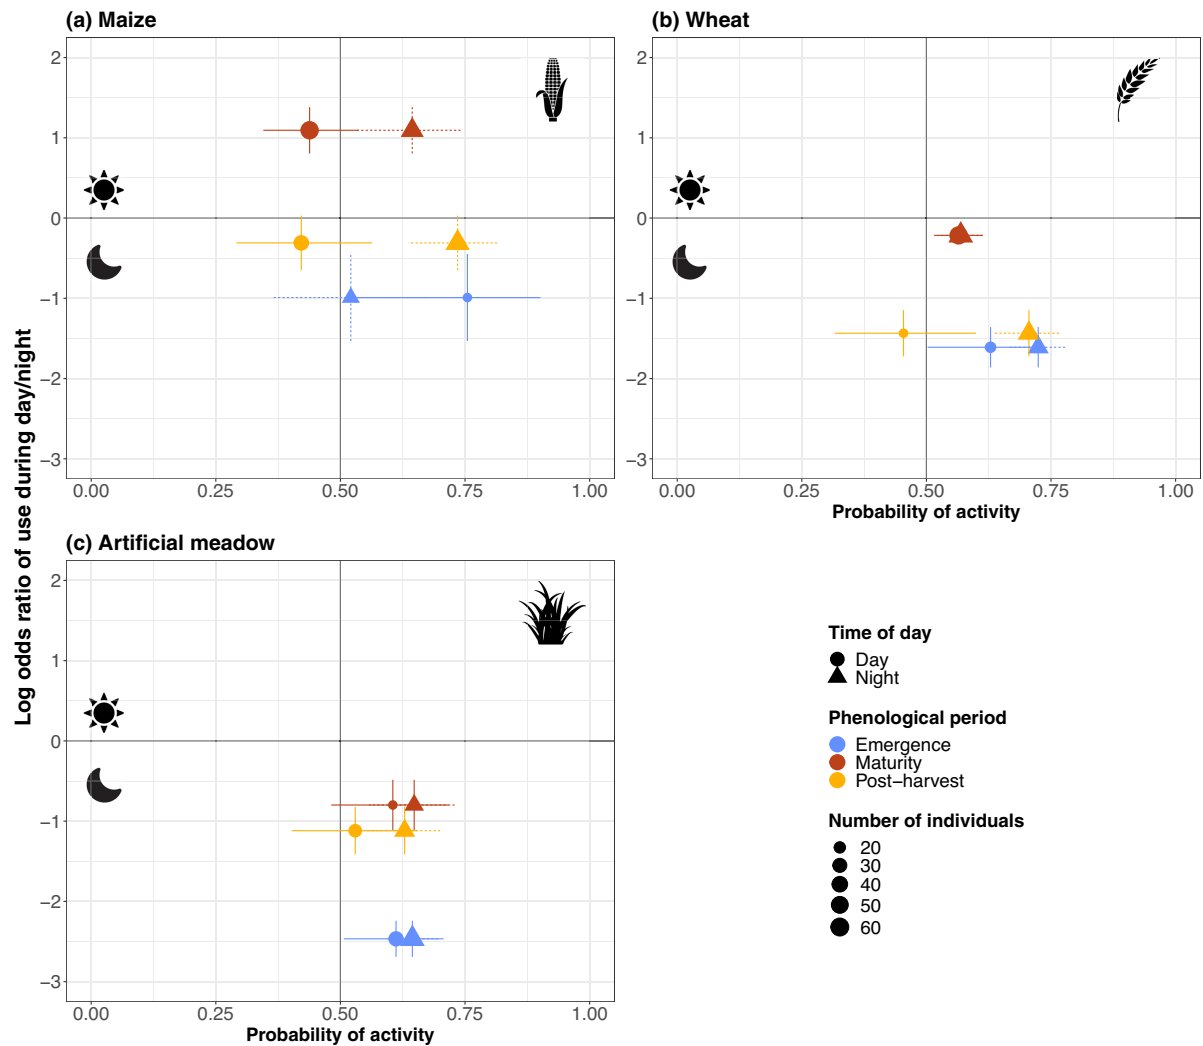 (a) Maize
2
1
0
−1
−2
−3
0.00 0.25 0.50 0.75 1.00
(b) Wheat
2
1
0
−1
−2
−3
0.00 0.25 0.50 0.75 1.00
Probability of activity
Log odds ratio of use during day/night
(c) Artificial meadow
2
1
0
−1
−2
−3
0.00 0.25 0.50 0.75 1.00
Probability of activity
Time of day
Day
Night
Phenological period
Emergence
Maturity
Post−harvest
Number of individuals
20
30
40
50
60